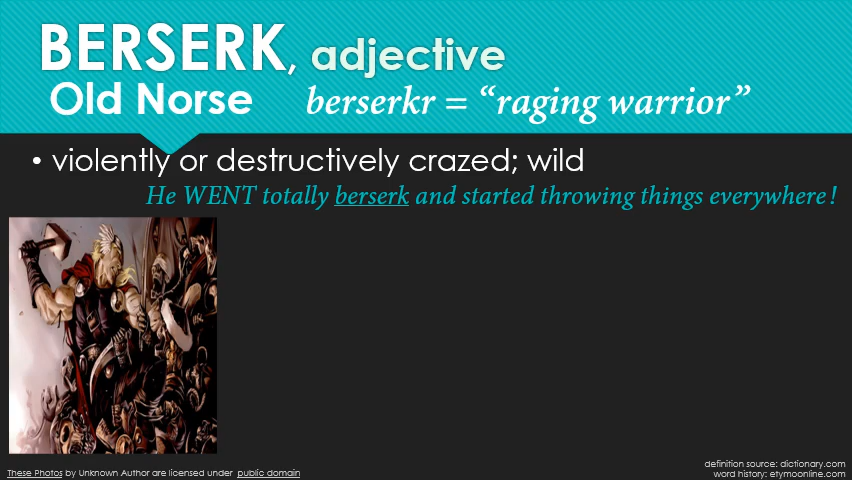 BERSERK, adjective
Old Norse berserkr = “raging warrior”
• violently or destructively crazed; wild
He WENT totally berserk and started throwing things everywhere!
definition source: dictionary.com
These Photos by Unknown Author are licensed under public domain
word history: etymoonline.com